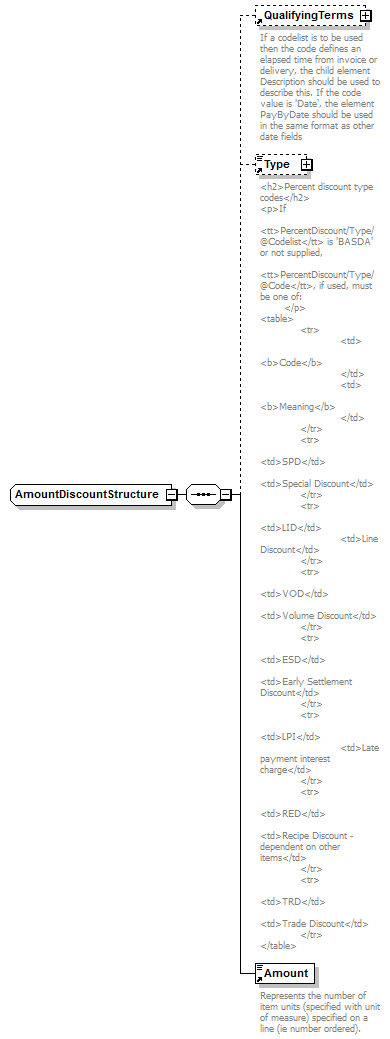 QualifyingTerms
If a codelist is to be used
then the code defines an
elapsed time from invoice or
delivery, the child element
Description should be used to
describe this. If the code
value is 'Date', the element
PayByDate should be used
in the same format as other
date fields
Type
<h2>Percent discount type
codes</h2>
<p>If
<tt>PercentDiscount/Type/
@Codelist</tt> is 'BASDA'
or not supplied,
<tt>PercentDiscount/Type/
@Code</tt>, if used, must
be one of:
</p>
<table>
<tr>
<td>
<b>Code</b>
</td>
<td>
<b>Meaning</b>
</td>
</tr>
<tr>
<td>SPD</td>
<td>Special Discount</td>
</tr>
<tr>
<td>LID</td>
<td>Line
Discount</td>
</tr>
<tr>
<td>VOD</td>
<td>Volume Discount</td>
</tr>
<tr>
<td>ESD</td>
<td>Early Settlement
Discount</td>
</tr>
<tr>
<td>LPI</td>
<td>Late
payment interest
charge</td>
</tr>
<tr>
<td>RED</td>
<td>Recipe Discount -
dependent on other
items</td>
</tr>
<tr>
<td>TRD</td>
<td>Trade Discount</td>
</tr>
</table>
AmountDiscountStructure
Amount
Represents the number of
item units (specified with unit
of measure) specified on a
line (ie number ordered).